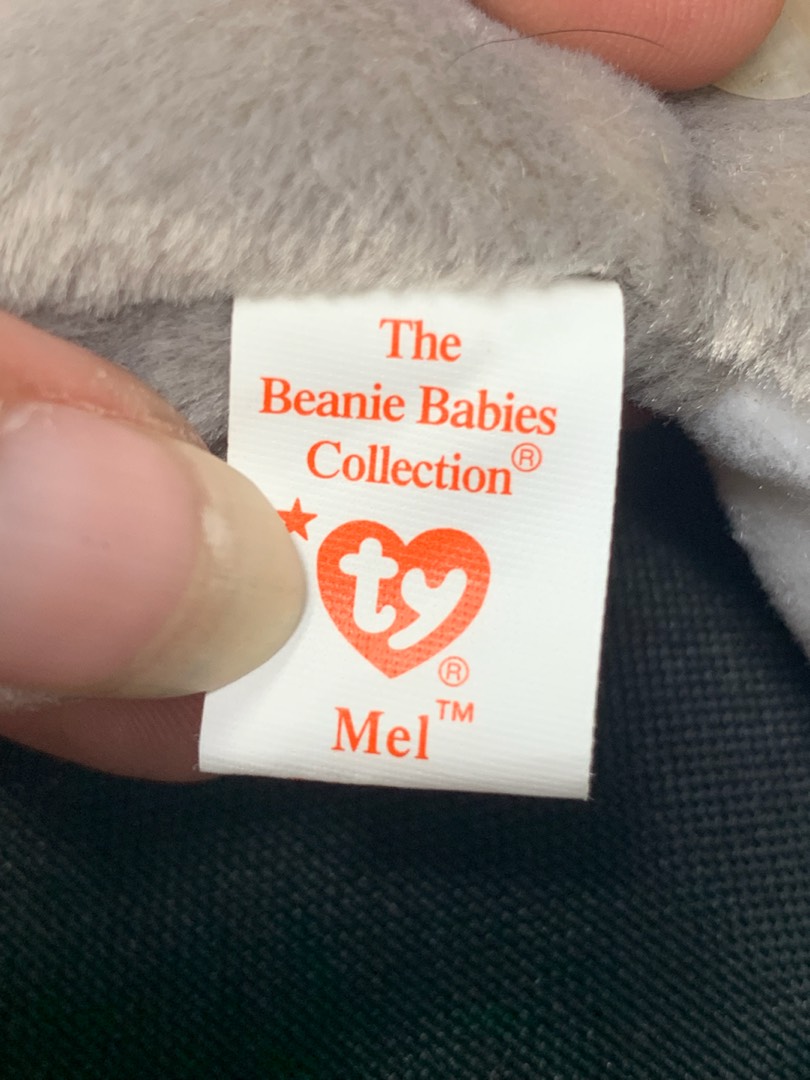 The
Beanie Babies
Collection®
ty®
Mel™